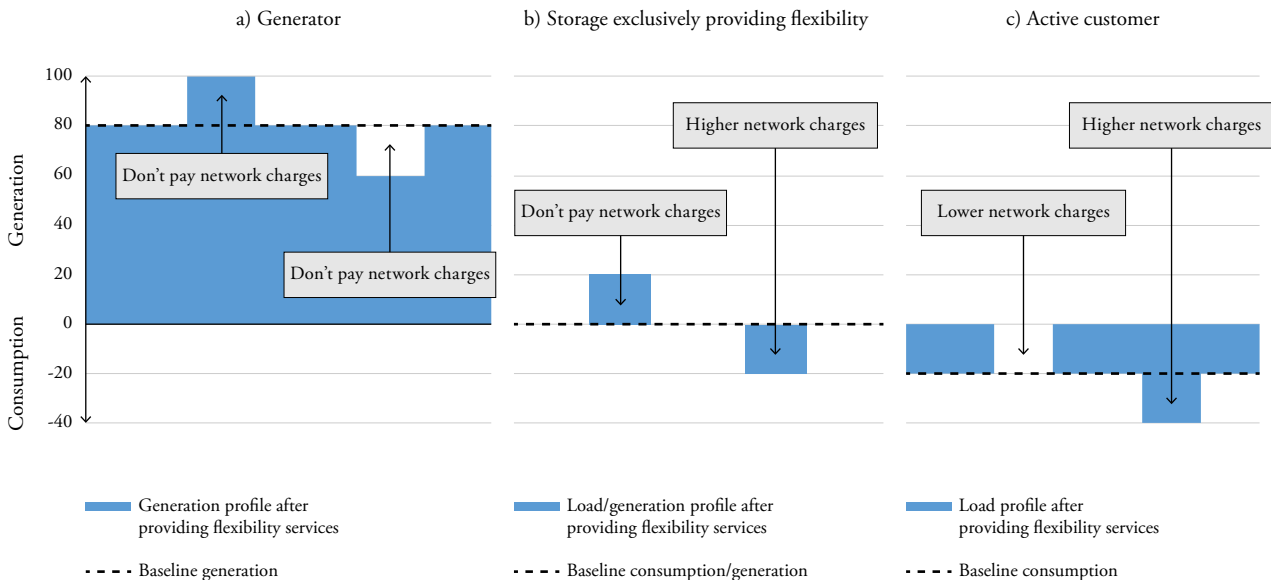 a) Generator
b) Storage exclusively providing flexibility
c) Active customer
100
80
60
40
20
0
-20
-40
Generation
Consumption
Don't pay network charges
Don't pay network charges
Higher network charges
Don't pay network charges
Higher network charges
Lower network charges
Generation profile after
providing flexibility services
Baseline generation
Load/generation profile after
providing flexibility services
Baseline consumption/generation
Load profile after
providing flexibility services
Baseline consumption